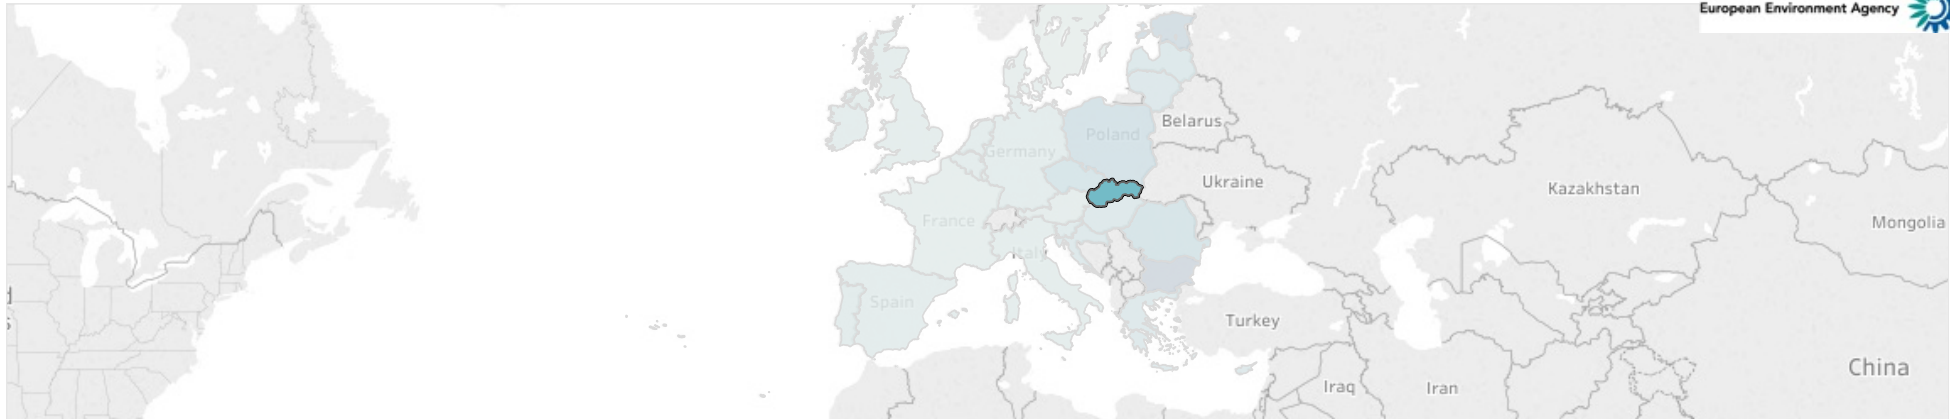 European Environment Agency
Belarus
Poland
Germany
Ukraine
Kazakhstan
France
Mongolia
Italy
Spain
Turkey
China
Iraq
Iran